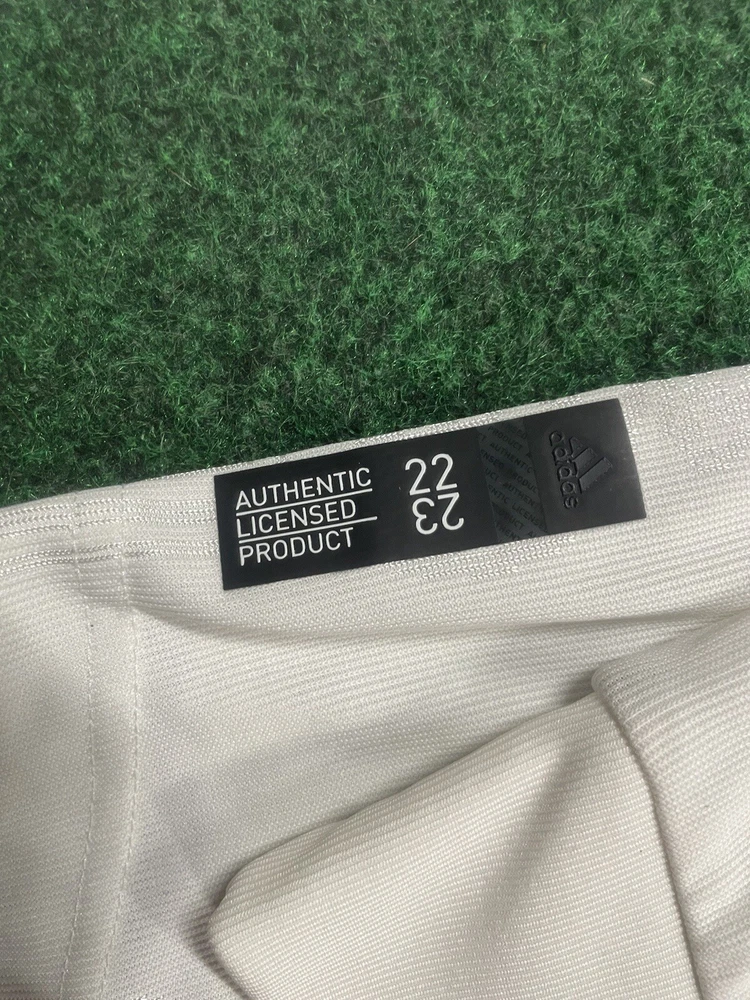 AUTHENTIC
LICENSED
PRODUCT
22
23
adidas